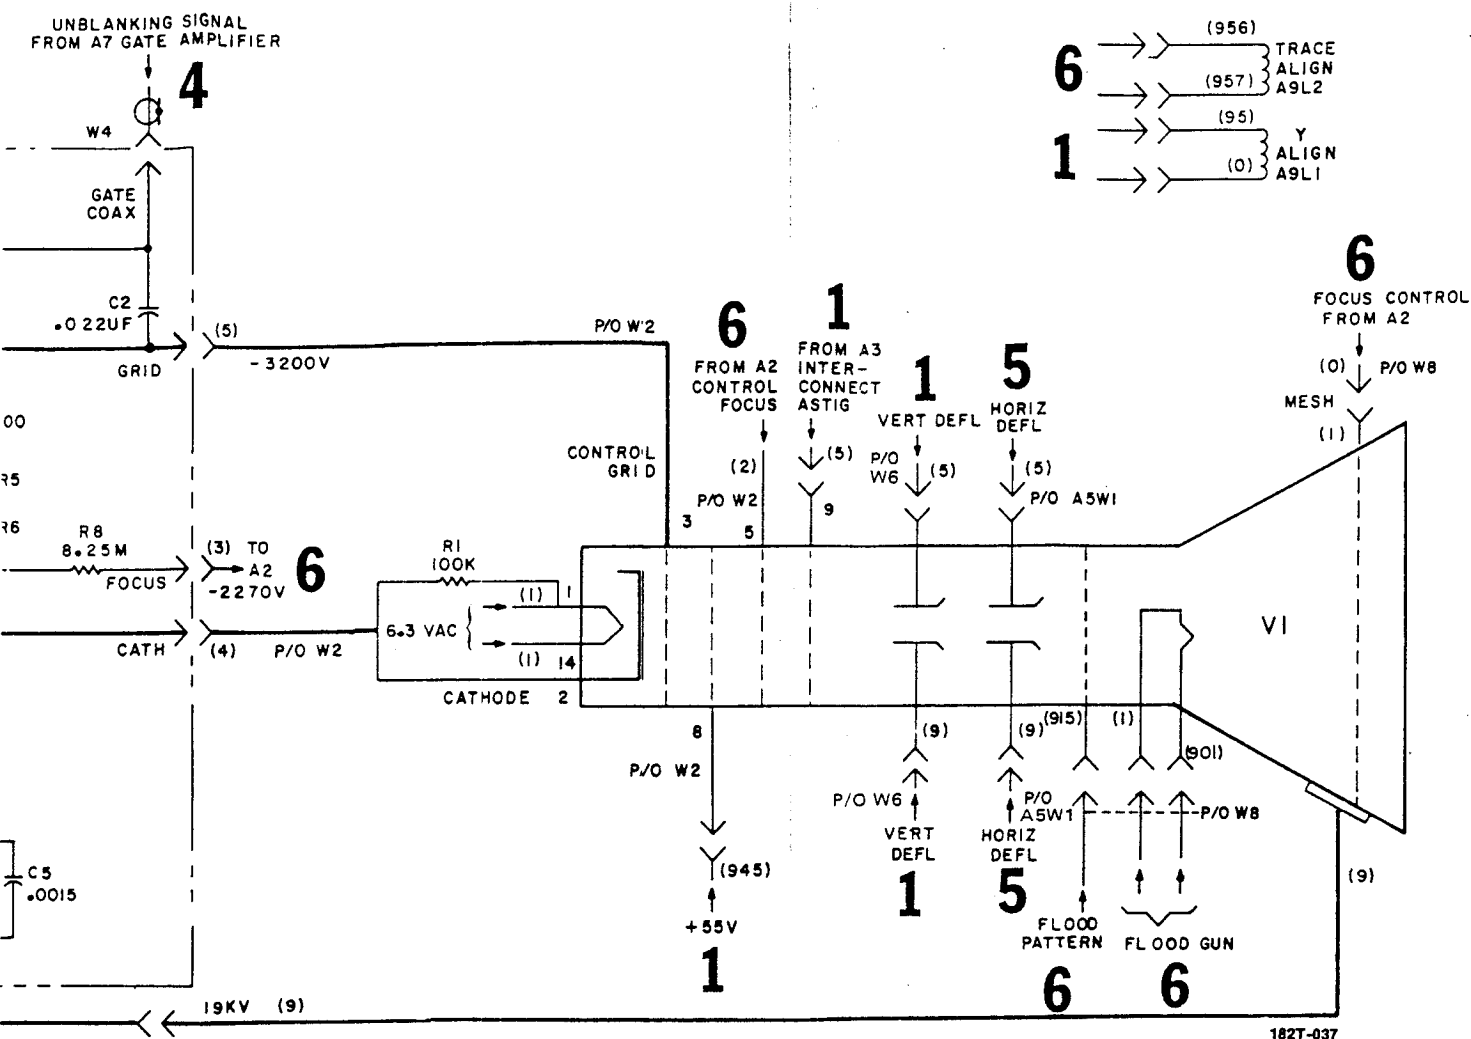 UNBLANKING SIGNAL
FROM A7 GATE AMPLIFIER
4
W4
GATE
COAX
C2
.022UF
(5)
-3200V
GRID
P/O W2
6
1
(956)
(957)
TRACE
ALIGN
A9L2
(95)
(0)
Y
ALIGN
A9L1
6
FOCUS CONTROL
FROM A2
(0)
P/O W8
MESH
(1)
6
FROM A2
CONTROL
FOCUS
(2)
P/O W2
5
1
FROM A3
INTER-
CONNECT
ASTIG
(5)
9
1
VERT DEFL
P/O
W6
(5)
5
HORIZ
DEFL
(5)
P/O A5W1
CONTROL
GRID
3
00
R5
R6
R8
8.25M
FOCUS
(3) TO
A2
-2270V
6
CATH
(4)
P/O W2
R1
100K
(1)
1
6.3 VAC
(1)
14
CATHODE 2
V1
8
P/O W2
(945)
+55V
1
(9)
P/O W6
VERT
DEFL
1
(9)
P/O
A5W1
HORIZ
DEFL
5
(915)
(1)
(901)
P/O W8
FLOOD
PATTERN
6
FLOOD GUN
6
C5
.0015
(9)
19KV (9)
182T-037